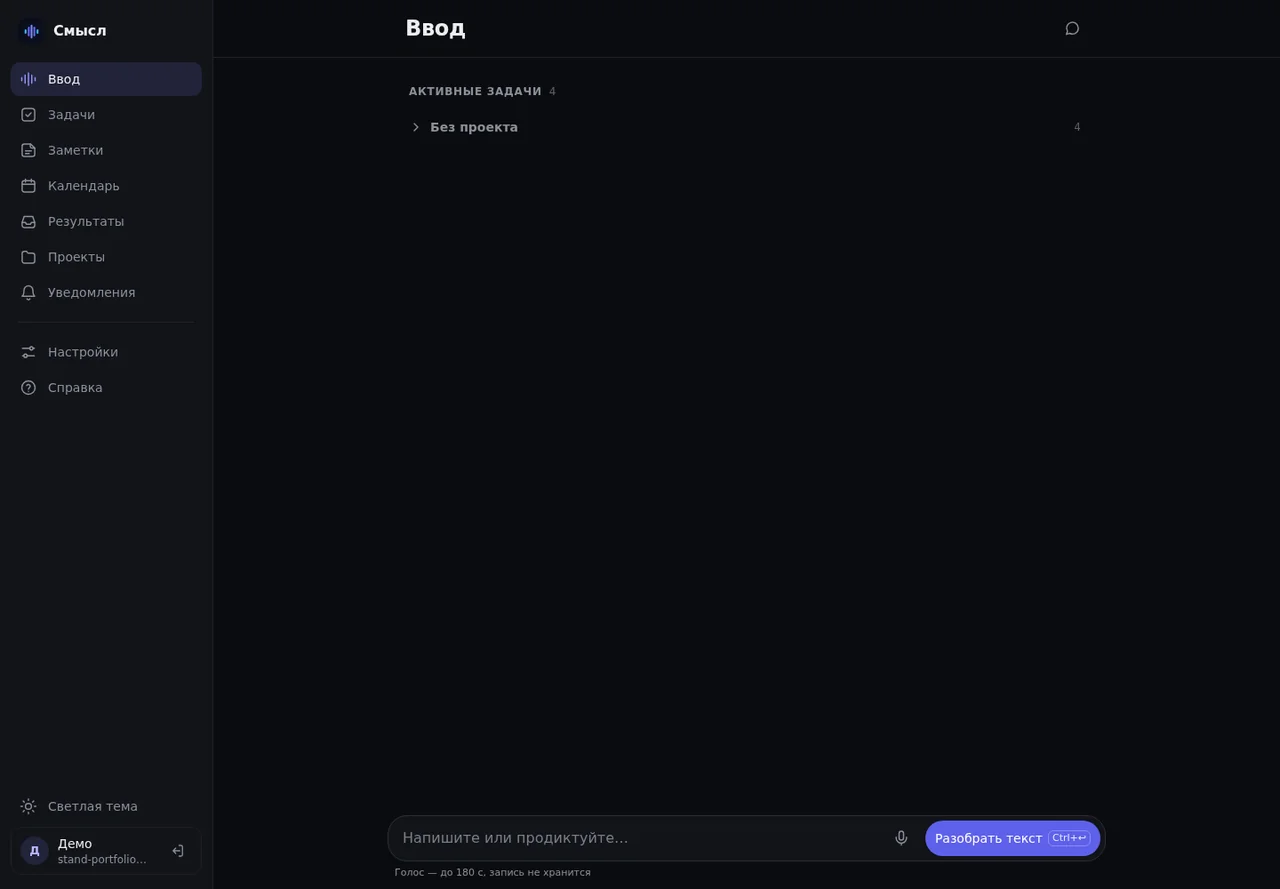 Смысл
Ввод
Задачи
Заметки
Календарь
Результаты
Проекты
Уведомления
Настройки
Справка
Светлая тема
Д
Демо
stand-portfolio…
Ввод
АКТИВНЫЕ ЗАДАЧИ 4
Без проекта 4
Напишите или продиктуйте…
Разобрать текст Ctrl+↩
Голос — до 180 с, запись не хранится